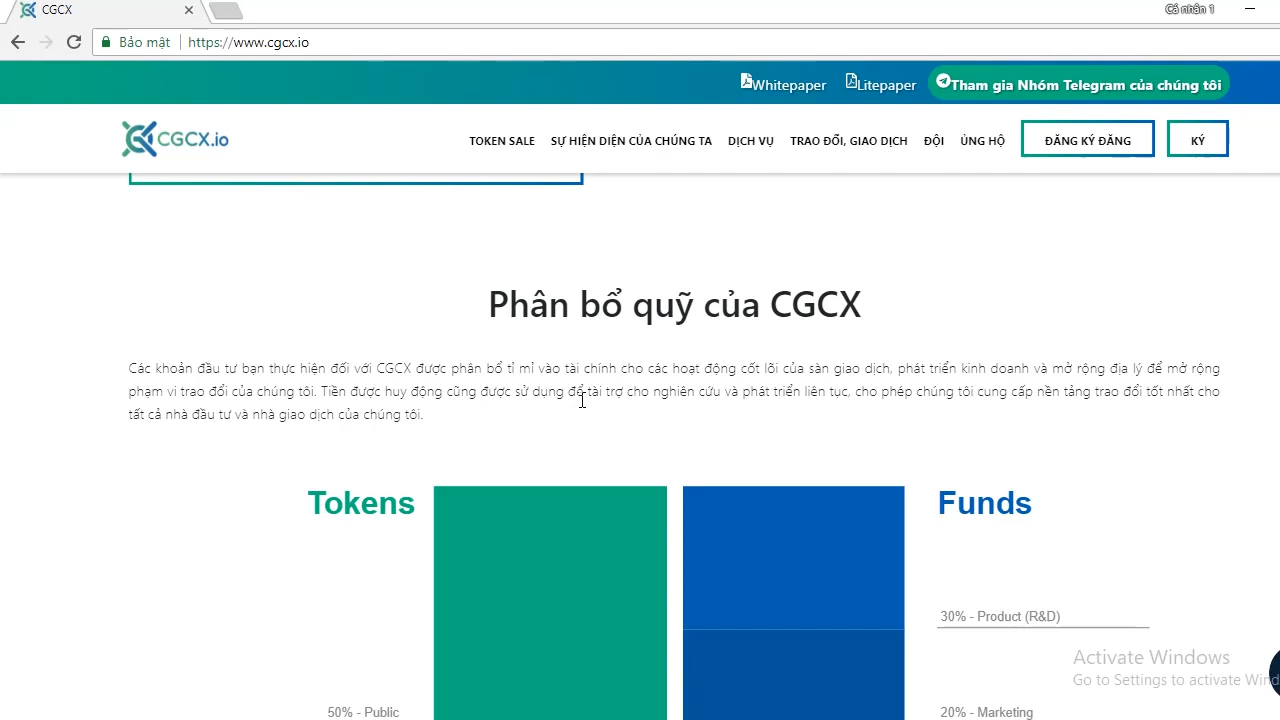 CGCX
Cá nhân 1
Bảo mật https://www.cgcx.io
Whitepaper Litepaper Tham gia Nhóm Telegram của chúng tôi
CGCX.io TOKEN SALE SỰ HIỆN DIỆN CỦA CHÚNG TA DỊCH VỤ TRAO ĐỔI, GIAO DỊCH ĐỘI ỦNG HỘ ĐĂNG KÝ ĐĂNG KÝ
Phân bổ quỹ của CGCX
Các khoản đầu tư bạn thực hiện đối với CGCX được phân bổ tỉ mỉ vào tài chính cho các hoạt động cốt lõi của sàn giao dịch, phát triển kinh doanh và mở rộng địa lý để mở rộng
phạm vi trao đổi của chúng tôi. Tiền được huy động cũng được sử dụng để tài trợ cho nghiên cứu và phát triển liên tục, cho phép chúng tôi cung cấp nền tảng trao đổi tốt nhất cho
tất cả nhà đầu tư và nhà giao dịch của chúng tôi.
Tokens Funds
30% - Product (R&D)
Activate Windows
Go to Settings to activate Wind
50% - Public 20% - Marketing